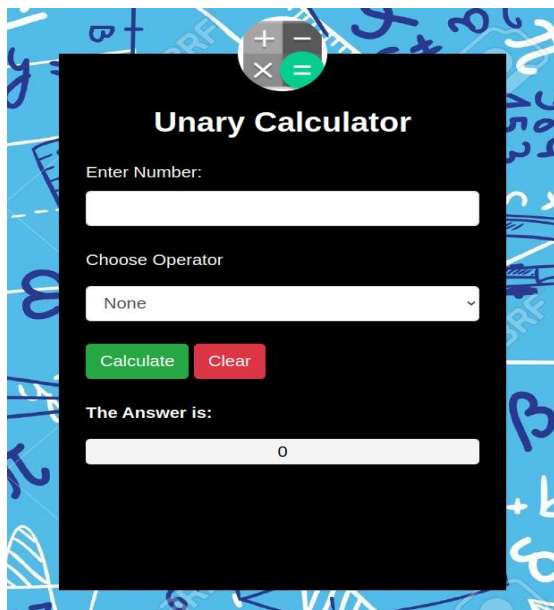 Unary Calculator
Enter Number:
Choose Operator
None
Calculate Clear
The Answer is:
0